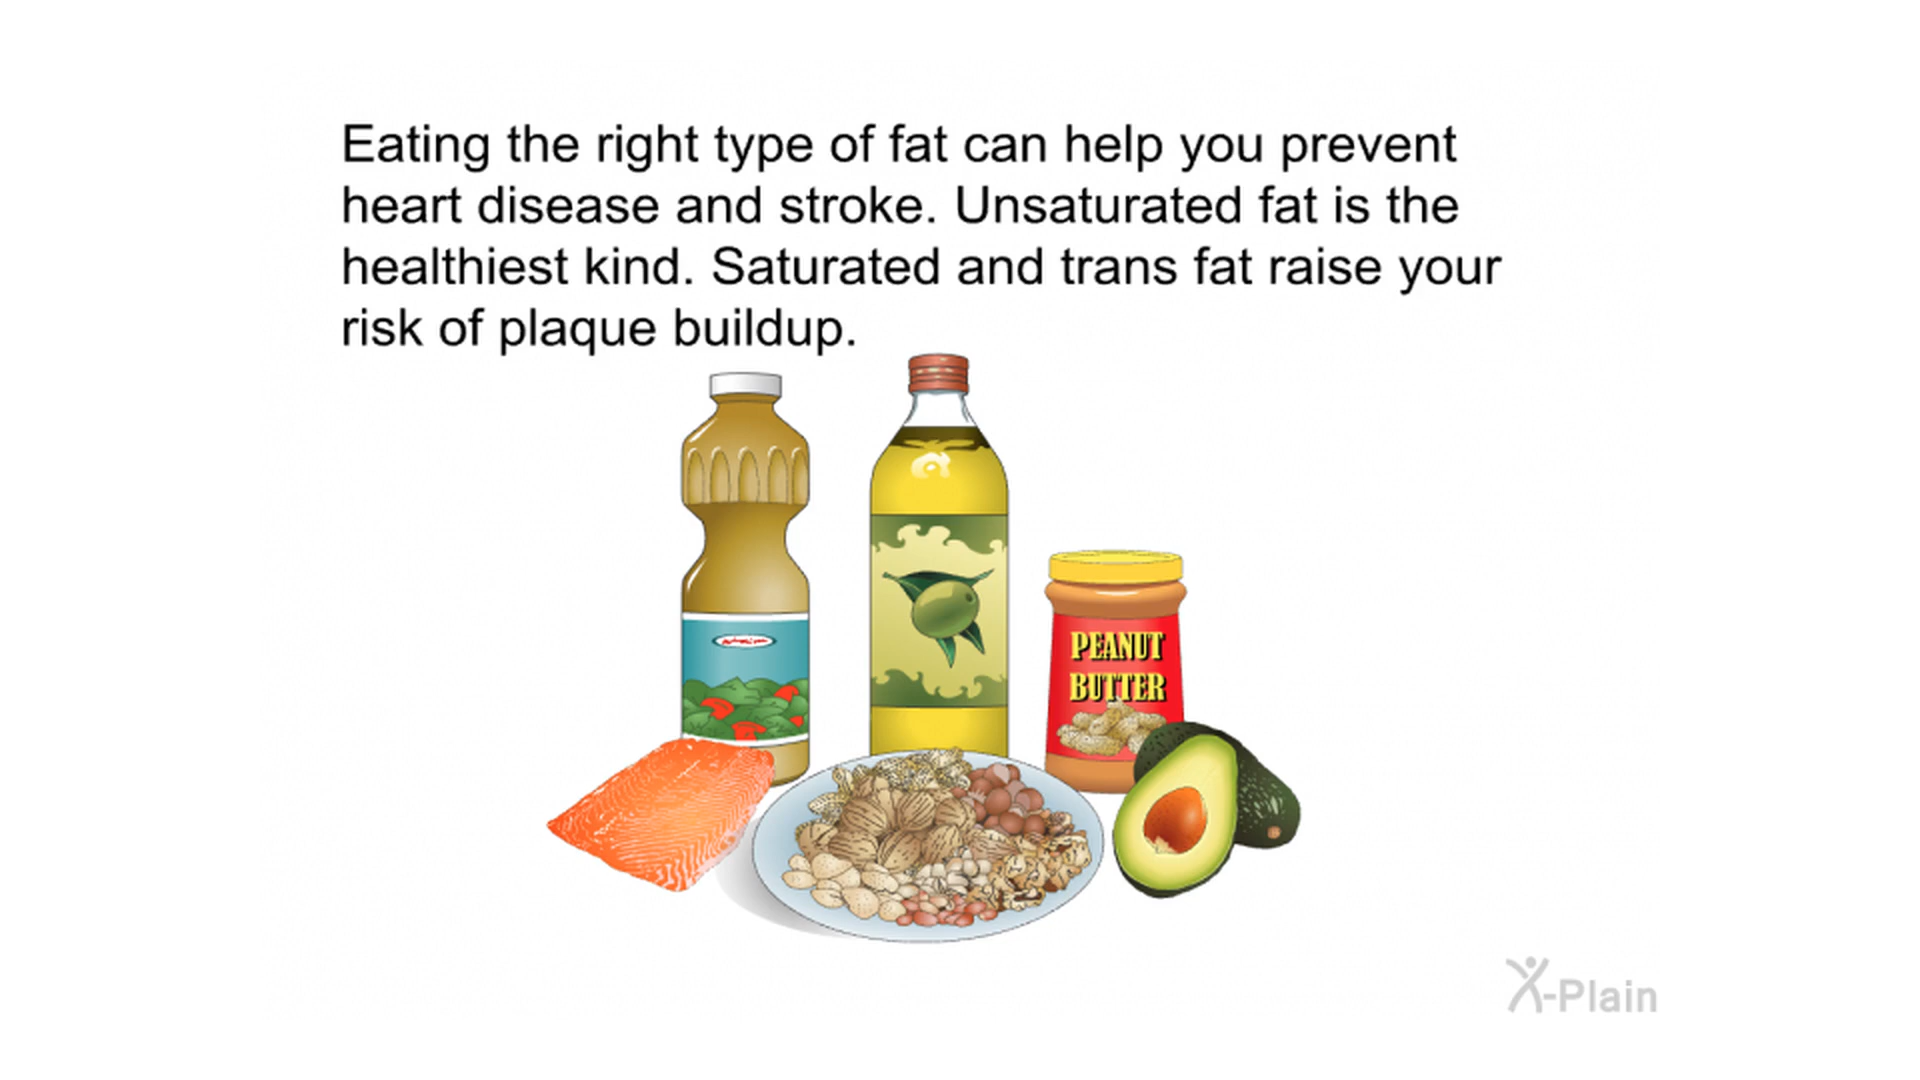 Eating the right type of fat can help you prevent
heart disease and stroke. Unsaturated fat is the
healthiest kind. Saturated and trans fat raise your
risk of plaque buildup.
PEANUT
BUTTER
X-Plain